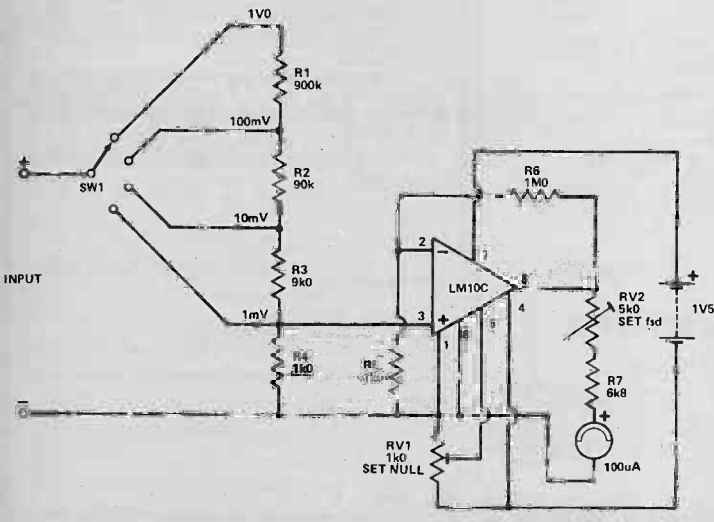 1V0
R1
900k
100mV
R2
90k
+
SW1
10mV
INPUT
R3
9k0
1mV
R4
1k0
–
R6
1M0
2
–
7
LM10C
3
+
1
8
4
RV1
1k0
SET NULL
RV2
5k0
SET fsd
R7
6k8
+
100uA
+
1V5